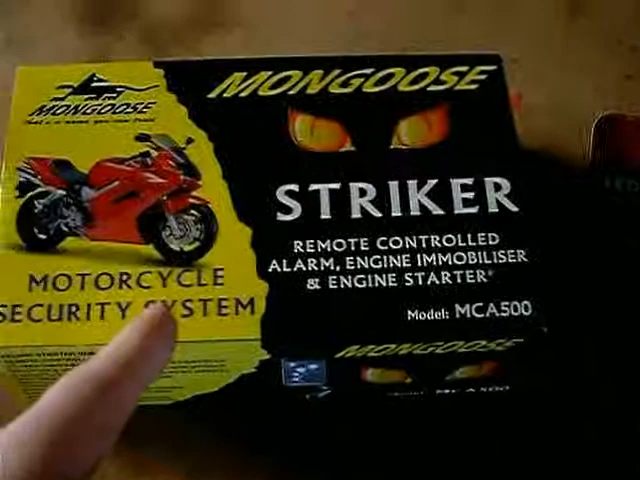 MONGOOSE
MONGOOSE
STRIKER
REMOTE CONTROLLED
ALARM, ENGINE IMMOBILISER
& ENGINE STARTER*
Model: MCA500
MOTORCYCLE
SECURITY SYSTEM
MONGOOSE